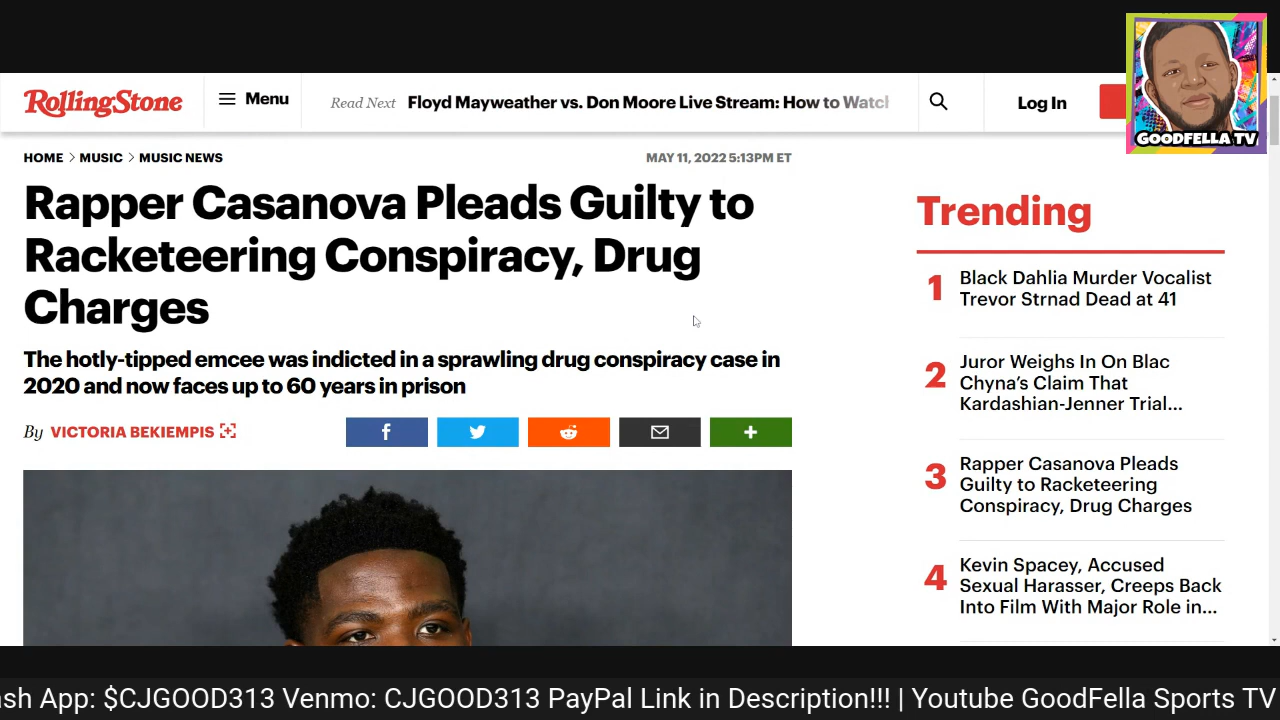 GOODFELLA TV
RollingStone
Menu
Read Next Floyd Mayweather vs. Don Moore Live Stream: How to Watch
Log In
HOME > MUSIC > MUSIC NEWS
MAY 11, 2022 5:13PM ET
Rapper Casanova Pleads Guilty to
Racketeering Conspiracy, Drug
Charges
The hotly-tipped emcee was indicted in a sprawling drug conspiracy case in
2020 and now faces up to 60 years in prison
By VICTORIA BEKIEMPIS
Trending
1 Black Dahlia Murder Vocalist
Trevor Strnad Dead at 41
2 Juror Weighs In On Blac
Chyna's Claim That
Kardashian-Jenner Trial...
3 Rapper Casanova Pleads
Guilty to Racketeering
Conspiracy, Drug Charges
4 Kevin Spacey, Accused
Sexual Harasser, Creeps Back
Into Film With Major Role in...
ash App: $CJGOOD313 Venmo: CJGOOD313 PayPal Link in Description!!! | Youtube GoodFella Sports TV